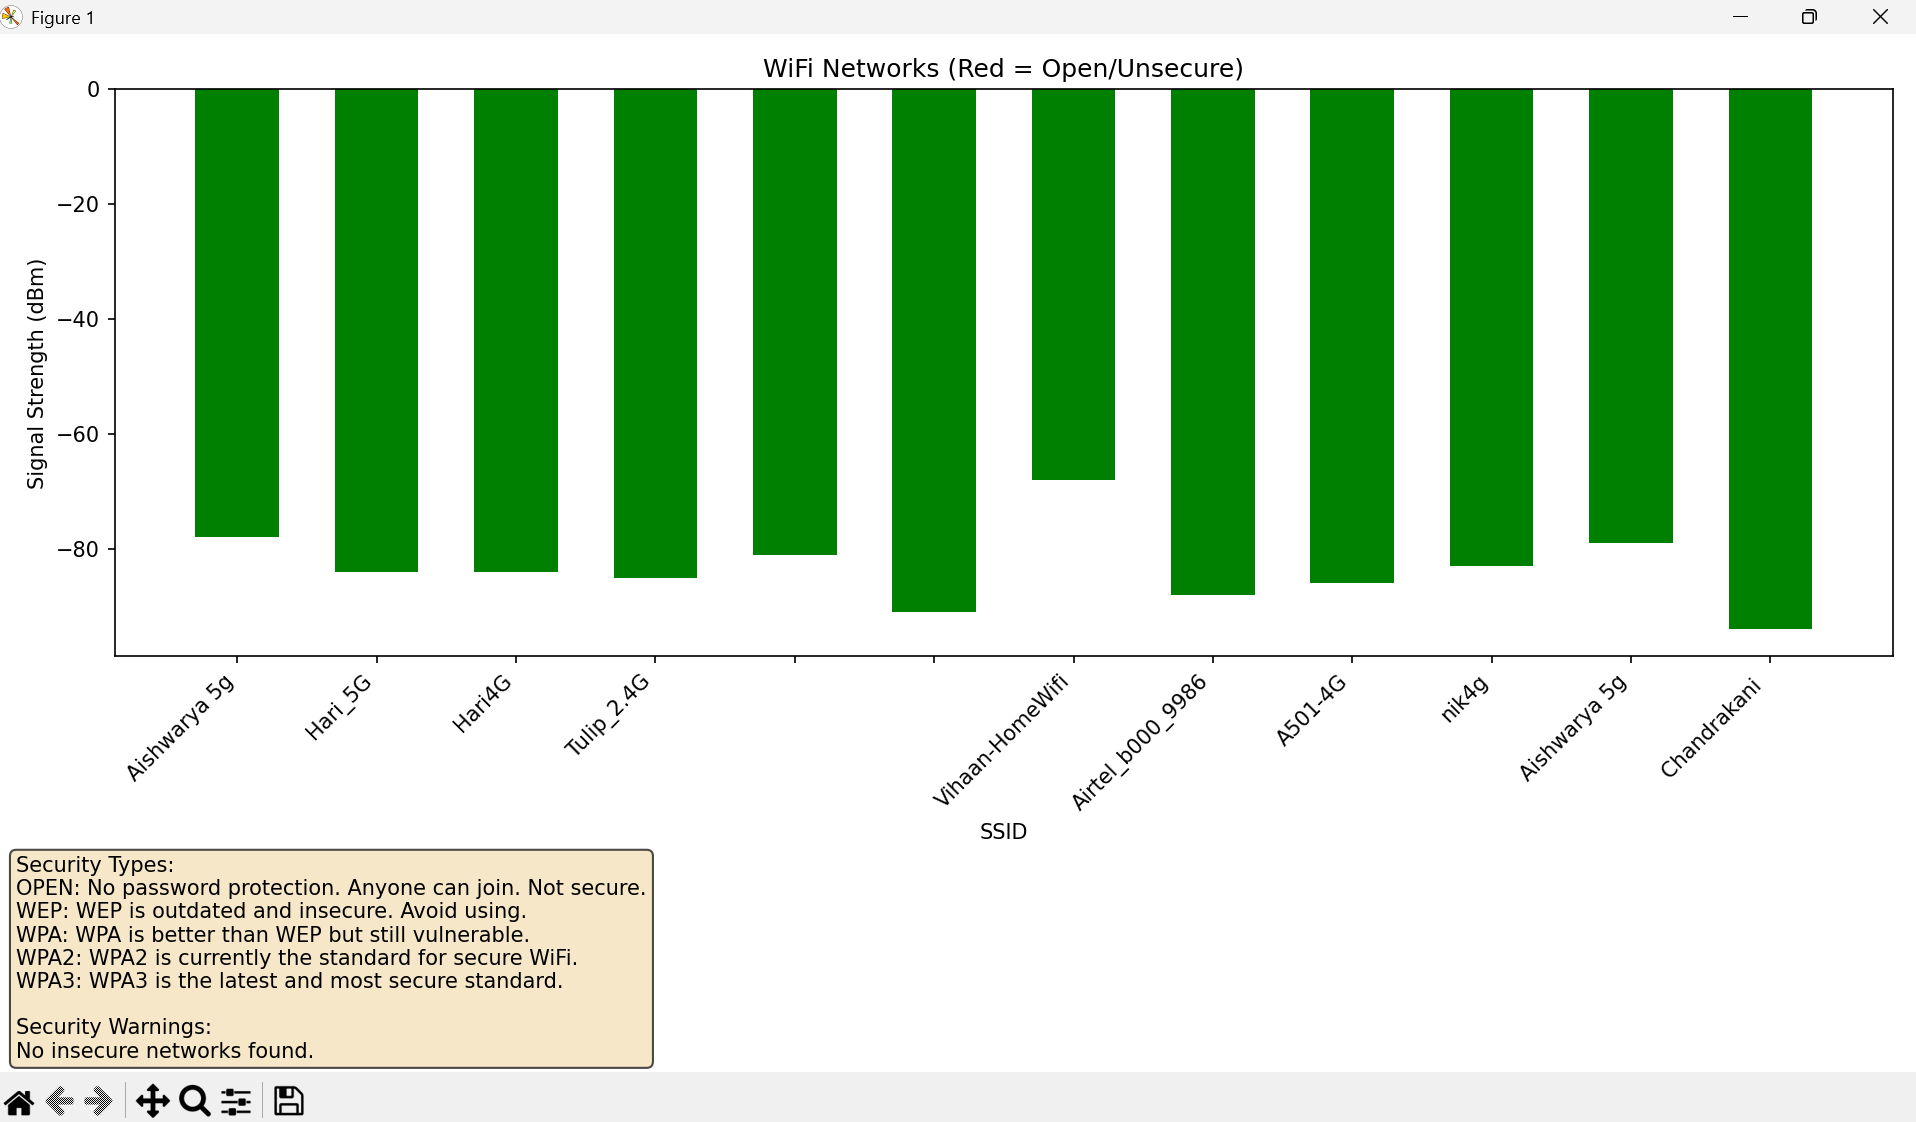 Figure 1
WiFi Networks (Red = Open/Unsecure)
0
−20
−40
−60
−80
Signal Strength (dBm)
Aishwarya 5g
Hari_5G
Hari4G
Tulip_2.4G
Vihaan-HomeWifi
Airtel_b000_9986
A501-4G
nik4g
Aishwarya 5g
Chandrakani
SSID
Security Types:
OPEN: No password protection. Anyone can join. Not secure.
WEP: WEP is outdated and insecure. Avoid using.
WPA: WPA is better than WEP but still vulnerable.
WPA2: WPA2 is currently the standard for secure WiFi.
WPA3: WPA3 is the latest and most secure standard.
Security Warnings:
No insecure networks found.